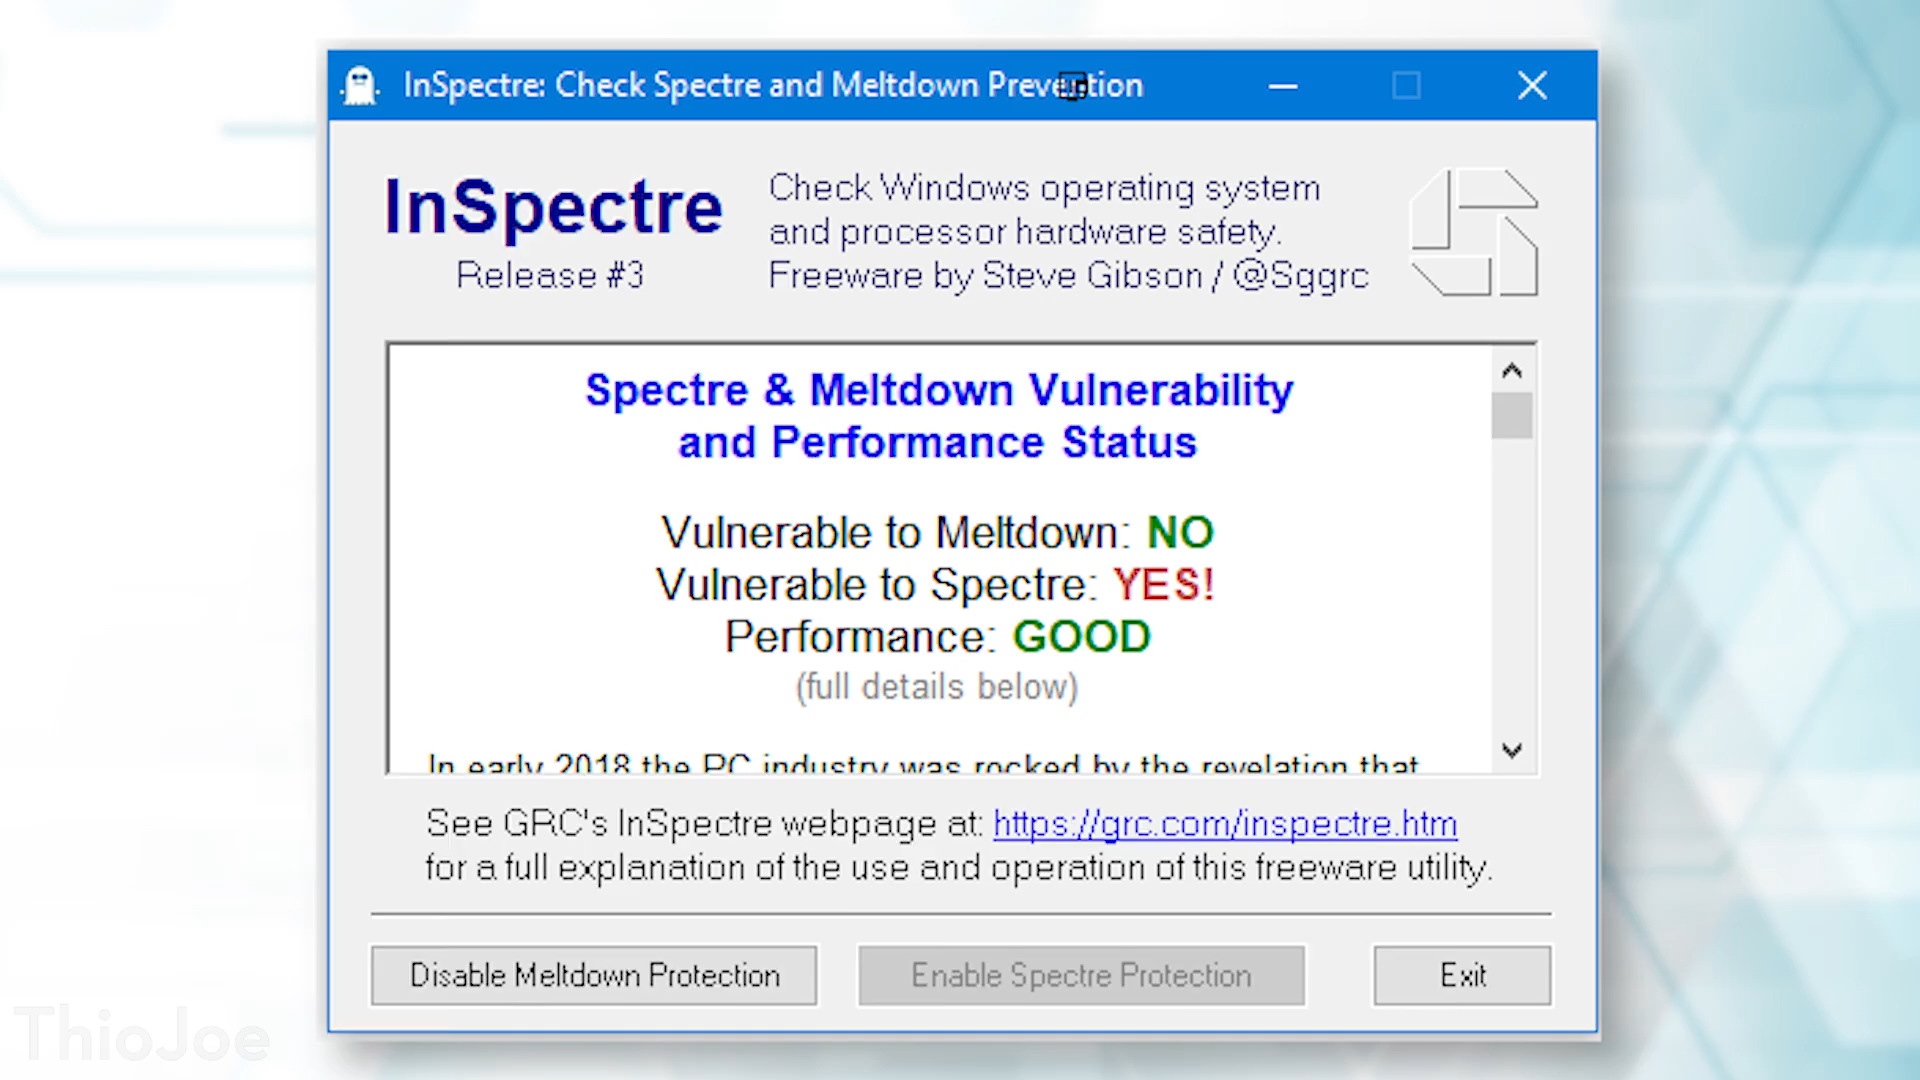 InSpectre: Check Spectre and Meltdown Prevention
InSpectre
Release #3
Check Windows operating system
and processor hardware safety.
Freeware by Steve Gibson / @Sggrc
Spectre & Meltdown Vulnerability
and Performance Status
Vulnerable to Meltdown: NO
Vulnerable to Spectre: YES!
Performance: GOOD
(full details below)
In early 2018 the PC industry was rocked by the revelation that
See GRC's InSpectre webpage at: https://grc.com/inspectre.htm
for a full explanation of the use and operation of this freeware utility.
Disable Meltdown Protection
Enable Spectre Protection
Exit
ThioJoe